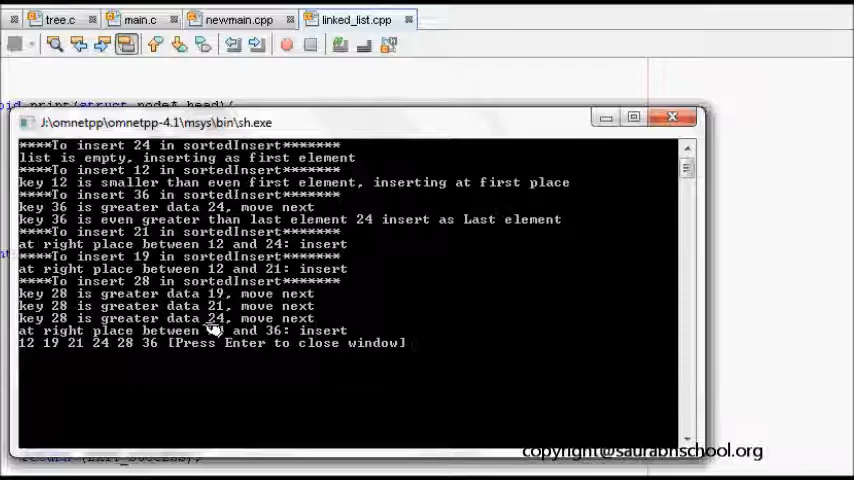 tree.c main.c newmain.cpp linked_list.cpp
print(struct node* head)/
J:\omnetpp\omnetpp-4.1\msys\bin\sh.exe
****To insert 24 in sortedInsert*******
list is empty, inserting as first element
****To insert 12 in sortedInsert*******
key 12 is smaller than even first element, inserting at first place
****To insert 36 in sortedInsert*******
key 36 is greater data 24, move next
key 36 is even greater than last element 24 insert as Last element
****To insert 21 in sortedInsert*******
at right place between 12 and 24: insert
****To insert 19 in sortedInsert*******
at right place between 12 and 21: insert
****To insert 28 in sortedInsert*******
key 28 is greater data 19, move next
key 28 is greater data 21, move next
key 28 is greater data 24, move next
at right place between and 36: insert
12 19 21 24 28 36 [Press Enter to close window]
copyright@saurabhschool.org